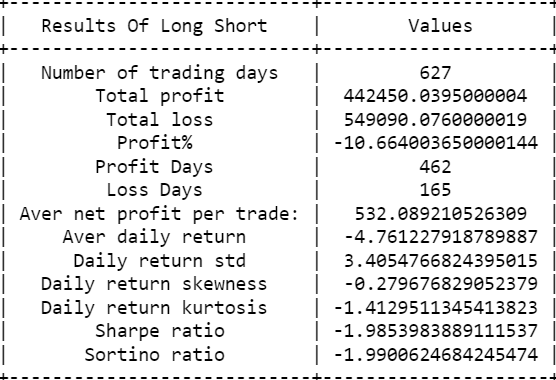 Results Of Long Short | Values
Number of trading days | 627
Total profit | 442450.0395000004
Total loss | 549090.0760000019
Profit% | -10.664003650000144
Profit Days | 462
Loss Days | 165
Aver net profit per trade: | 532.089210526309
Aver daily return | -4.761227918789887
Daily return std | 3.4054766824395015
Daily return skewness | -0.279676829052379
Daily return kurtosis | -1.4129511345413823
Sharpe ratio | -1.9853983889111537
Sortino ratio | -1.9900624684245474